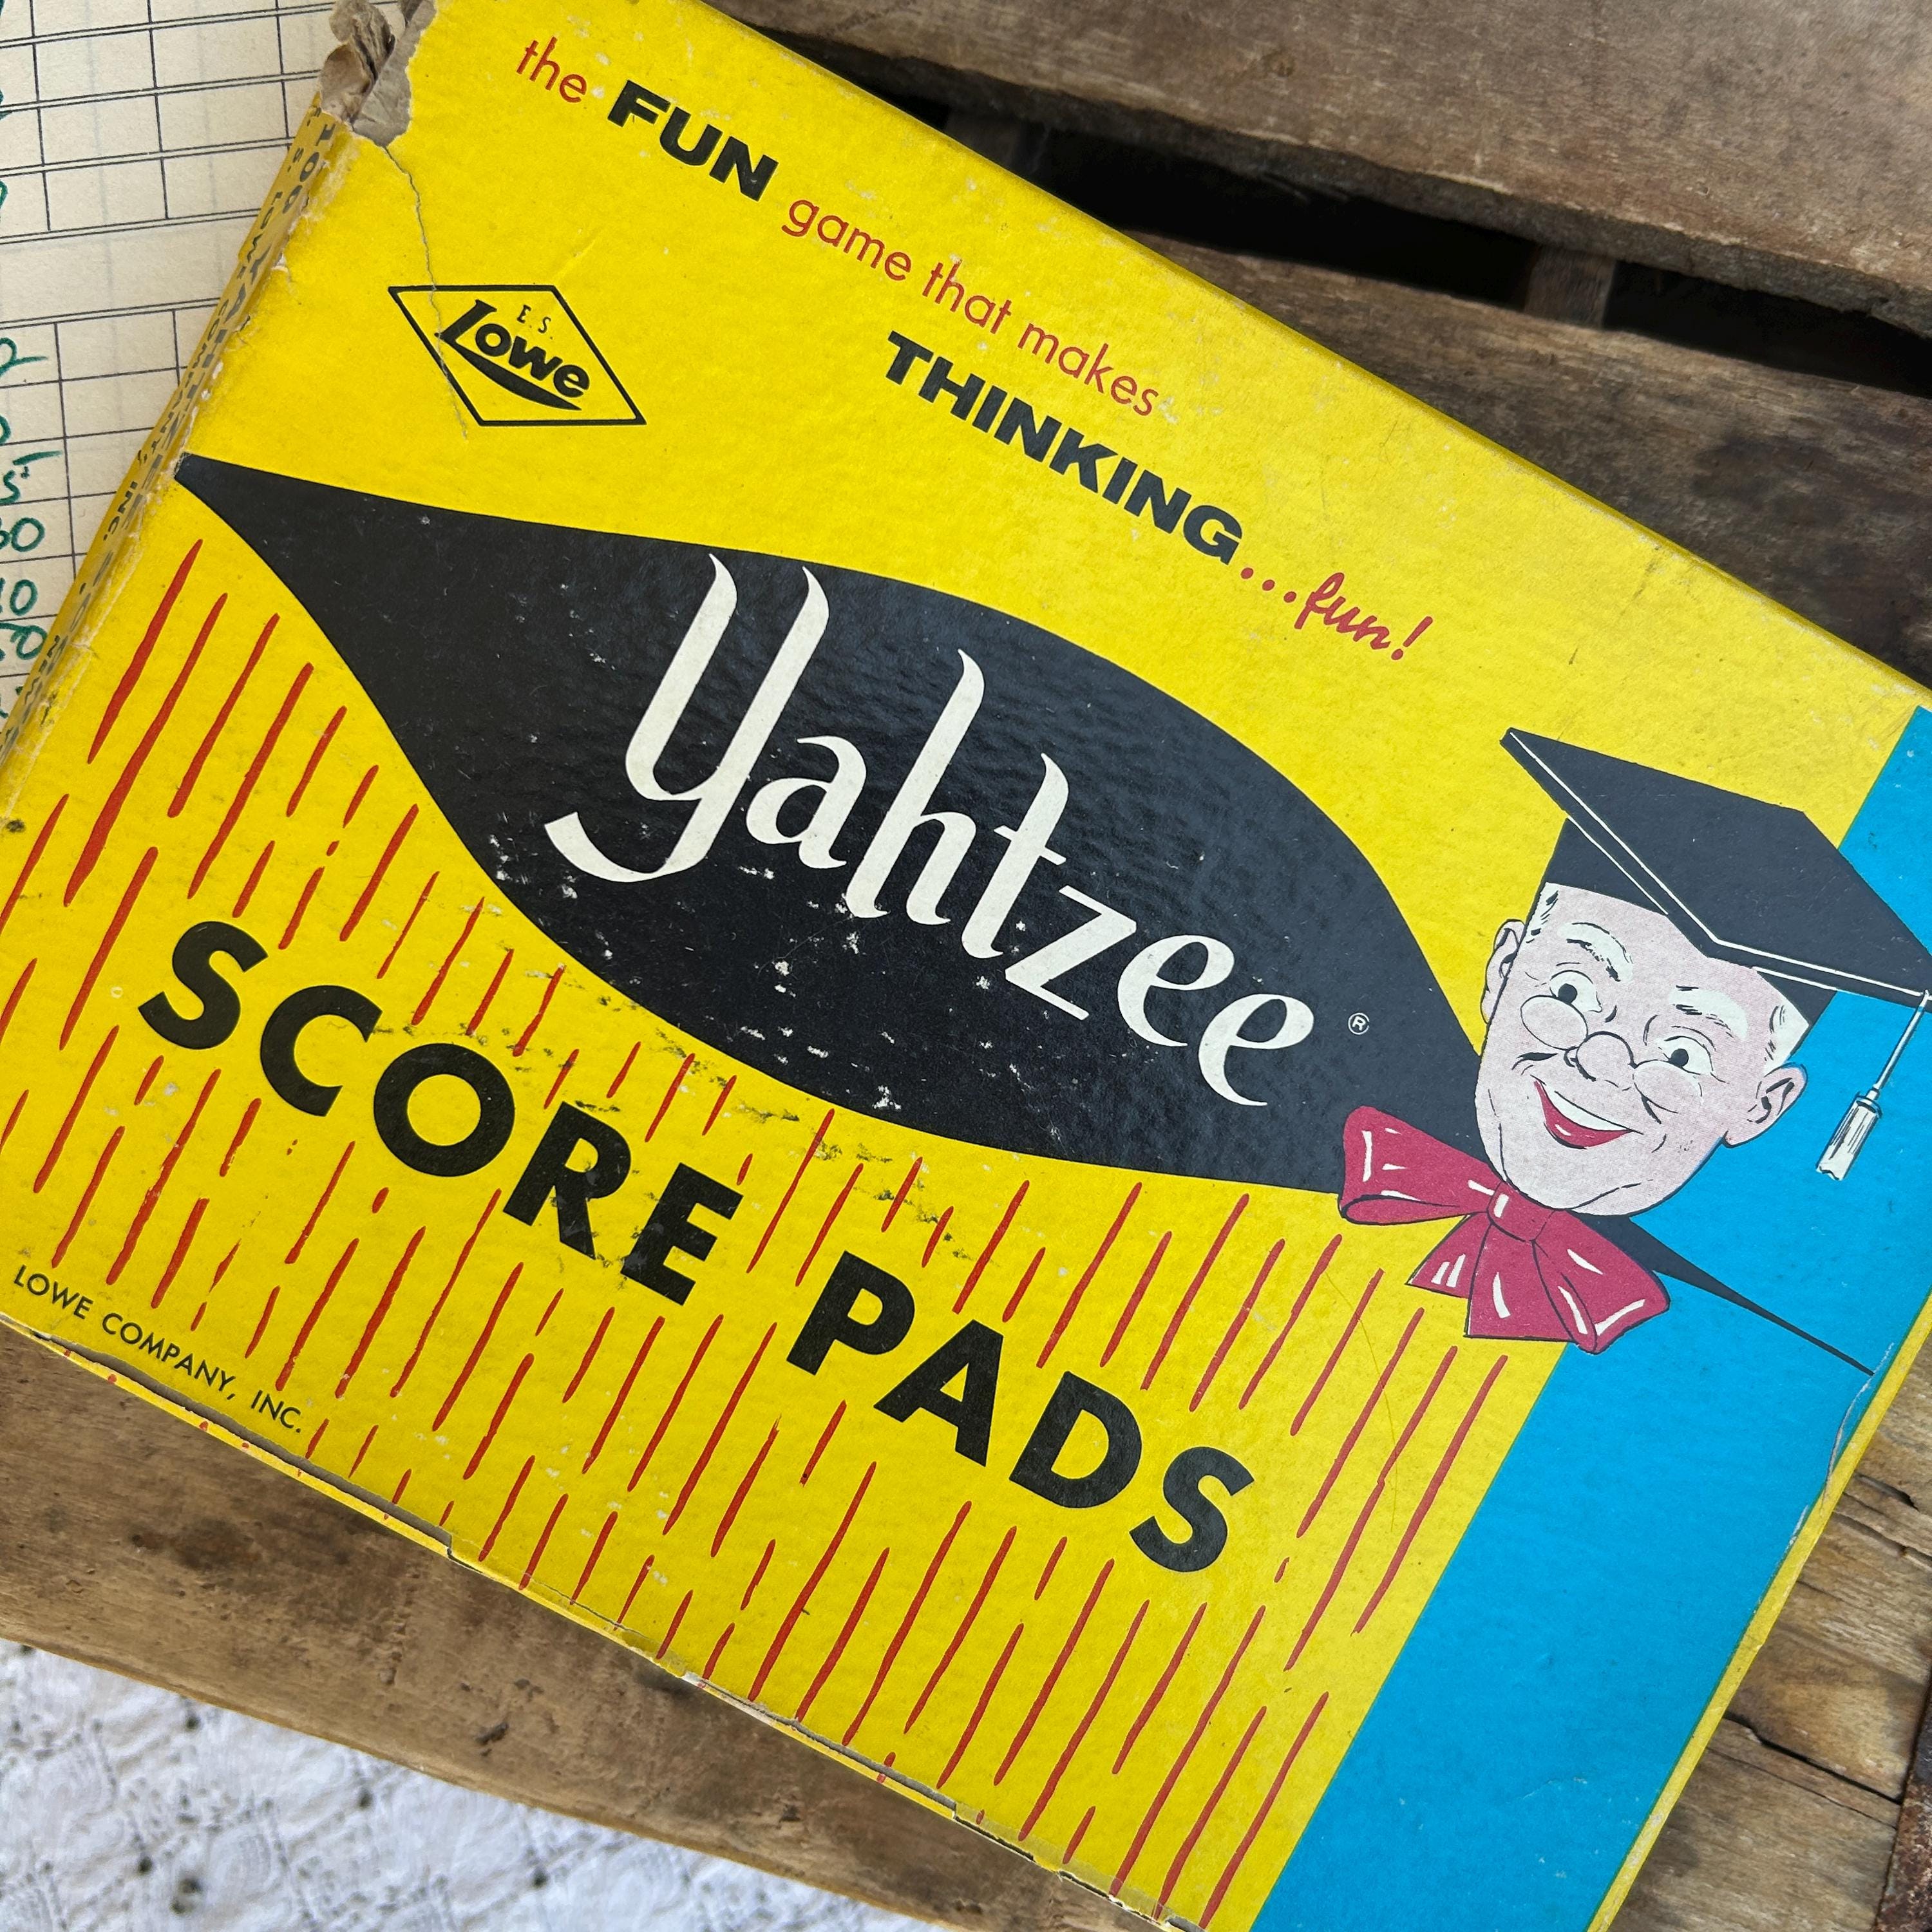 the FUN game that makes
THINKING...fun!
E.S
Lowe
Yahtzee®
SCORE PADS
LOWE COMPANY, INC.